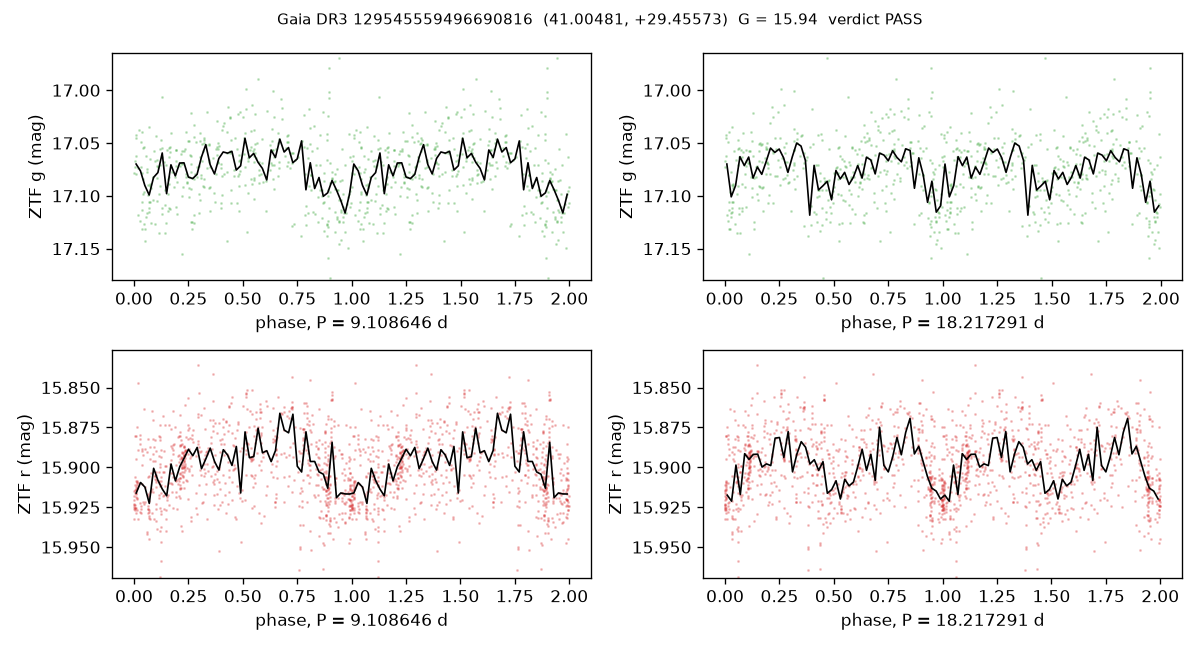 Gaia DR3 129545559496690816 (41.00481, +29.45573) G = 15.94 verdict PASS
ZTF g (mag)
17.00
17.05
17.10
17.15
0.00 0.25 0.50 0.75 1.00 1.25 1.50 1.75 2.00
phase, P = 9.108646 d
ZTF g (mag)
17.00
17.05
17.10
17.15
0.00 0.25 0.50 0.75 1.00 1.25 1.50 1.75 2.00
phase, P = 18.217291 d
ZTF r (mag)
15.850
15.875
15.900
15.925
15.950
0.00 0.25 0.50 0.75 1.00 1.25 1.50 1.75 2.00
phase, P = 9.108646 d
ZTF r (mag)
15.850
15.875
15.900
15.925
15.950
0.00 0.25 0.50 0.75 1.00 1.25 1.50 1.75 2.00
phase, P = 18.217291 d